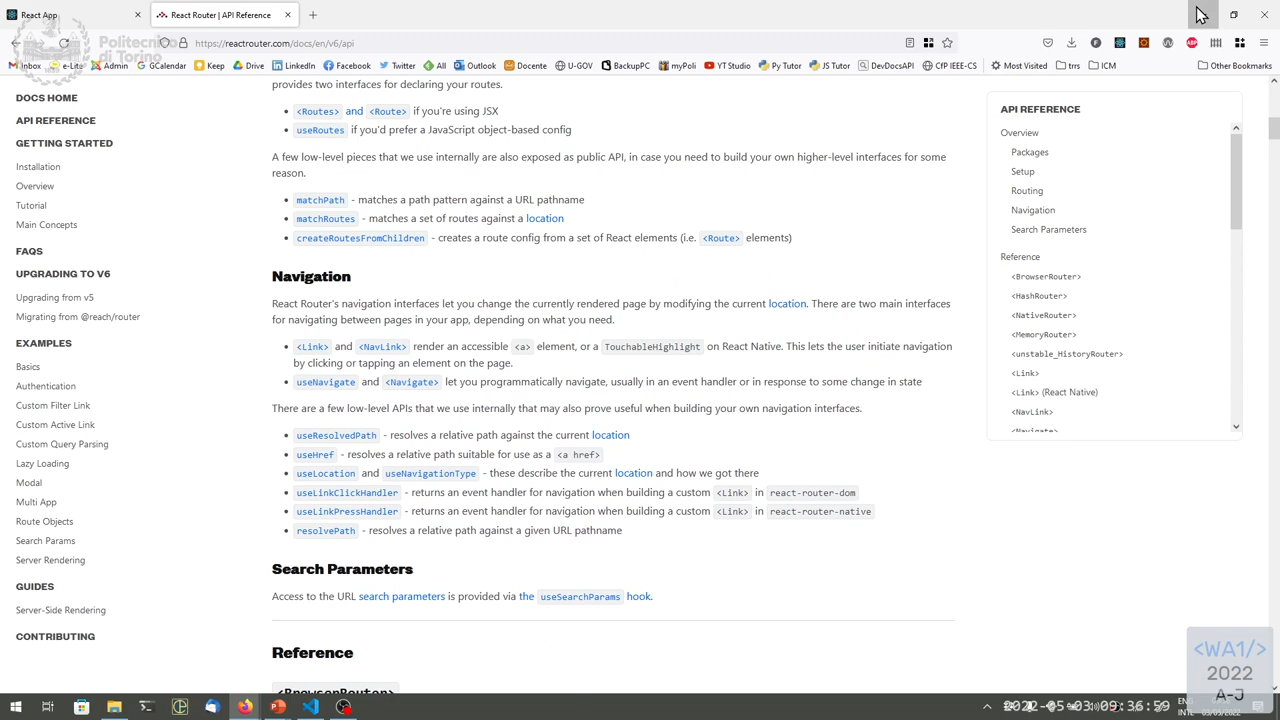 React App
React Router | API Reference
Politecnico
di Torino
https://reactrouter.com/docs/en/v6/api
Inbox
e-Lite
Admin
GCalendar
Keep
Drive
LinkedIn
Facebook
Twitter
All
Outlook
Docente
U-GOV
BackupPC
myPoli
YT Studio
Py Tutor
JS Tutor
DevDocsAPI
CfP IEEE-CS
Most Visited
trrs
ICM
Other Bookmarks
DOCS HOME
API REFERENCE
GETTING STARTED
Installation
Overview
Tutorial
Main Concepts
FAQS
UPGRADING TO V6
Upgrading from v5
Migrating from @reach/router
EXAMPLES
Basics
Authentication
Custom Filter Link
Custom Active Link
Custom Query Parsing
Lazy Loading
Modal
Multi App
Route Objects
Search Params
Server Rendering
GUIDES
Server-Side Rendering
CONTRIBUTING
provides two interfaces for declaring your routes.
<Routes> and <Route> if you're using JSX
useRoutes if you'd prefer a JavaScript object-based config
A few low-level pieces that we use internally are also exposed as public API, in case you need to build your own higher-level interfaces for some
reason.
matchPath - matches a path pattern against a URL pathname
matchRoutes - matches a set of routes against a location
createRoutesFromChildren - creates a route config from a set of React elements (i.e. <Route> elements)
Navigation
React Router's navigation interfaces let you change the currently rendered page by modifying the current location. There are two main interfaces
for navigating between pages in your app, depending on what you need.
<Link> and <NavLink> render an accessible <a> element, or a TouchableHighlight on React Native. This lets the user initiate navigation
by clicking or tapping an element on the page.
useNavigate and <Navigate> let you programmatically navigate, usually in an event handler or in response to some change in state
There are a few low-level APIs that we use internally that may also prove useful when building your own navigation interfaces.
useResolvedPath - resolves a relative path against the current location
useHref - resolves a relative path suitable for use as a <a href>
useLocation and useNavigationType - these describe the current location and how we got there
useLinkClickHandler - returns an event handler for navigation when building a custom <Link> in react-router-dom
useLinkPressHandler - returns an event handler for navigation when building a custom <Link> in react-router-native
resolvePath - resolves a relative path against a given URL pathname
Search Parameters
Access to the URL search parameters is provided via the useSearchParams hook.
Reference
<BrowserRouter>
API REFERENCE
Overview
Packages
Setup
Routing
Navigation
Search Parameters
Reference
<BrowserRouter>
<HashRouter>
<NativeRouter>
<MemoryRouter>
<unstable_HistoryRouter>
<Link>
<Link> (React Native)
<NavLink>
<Navigate>
<WA1/>
2022
A-J
ENG
INTL
2022-05-03 09:36:59